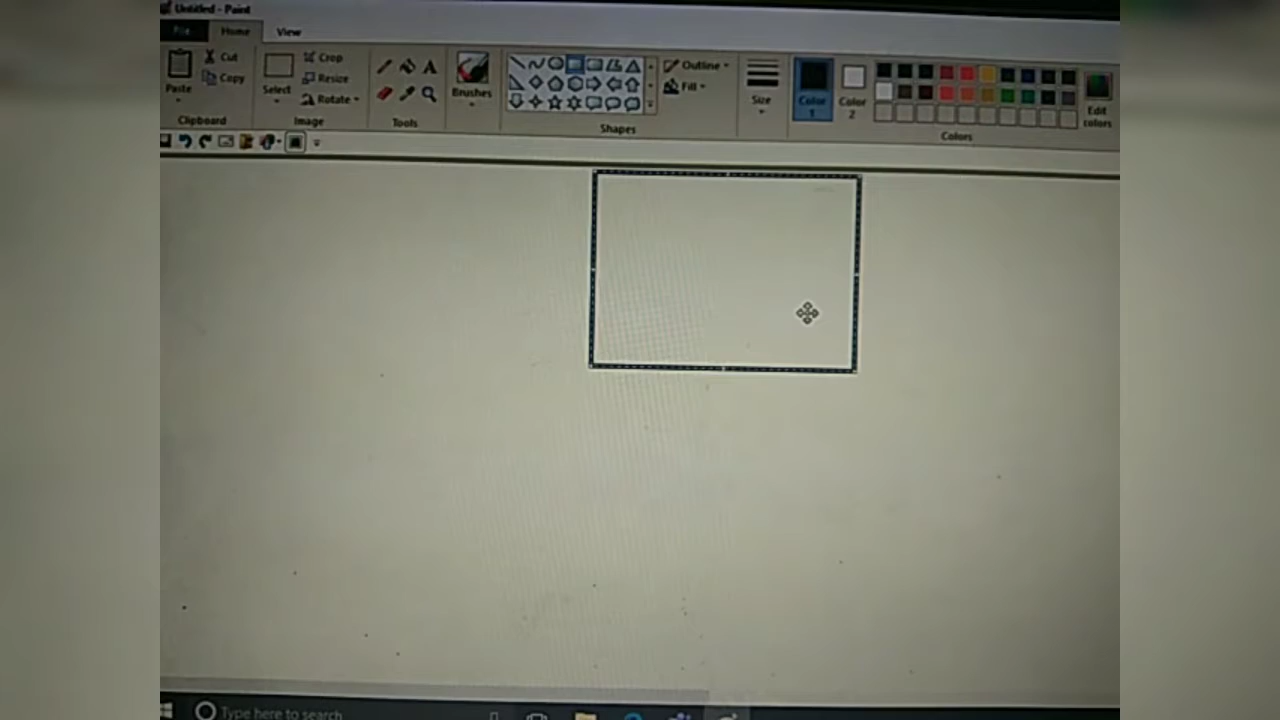 Untitled - Paint
File Home View
Paste
Cut
Copy
Clipboard
Select
Crop
Resize
Rotate
Image
Tools
Brushes
Outline
Fill
Shapes
Size
Color 1
Color 2
Edit colors
Colors
Type here to search